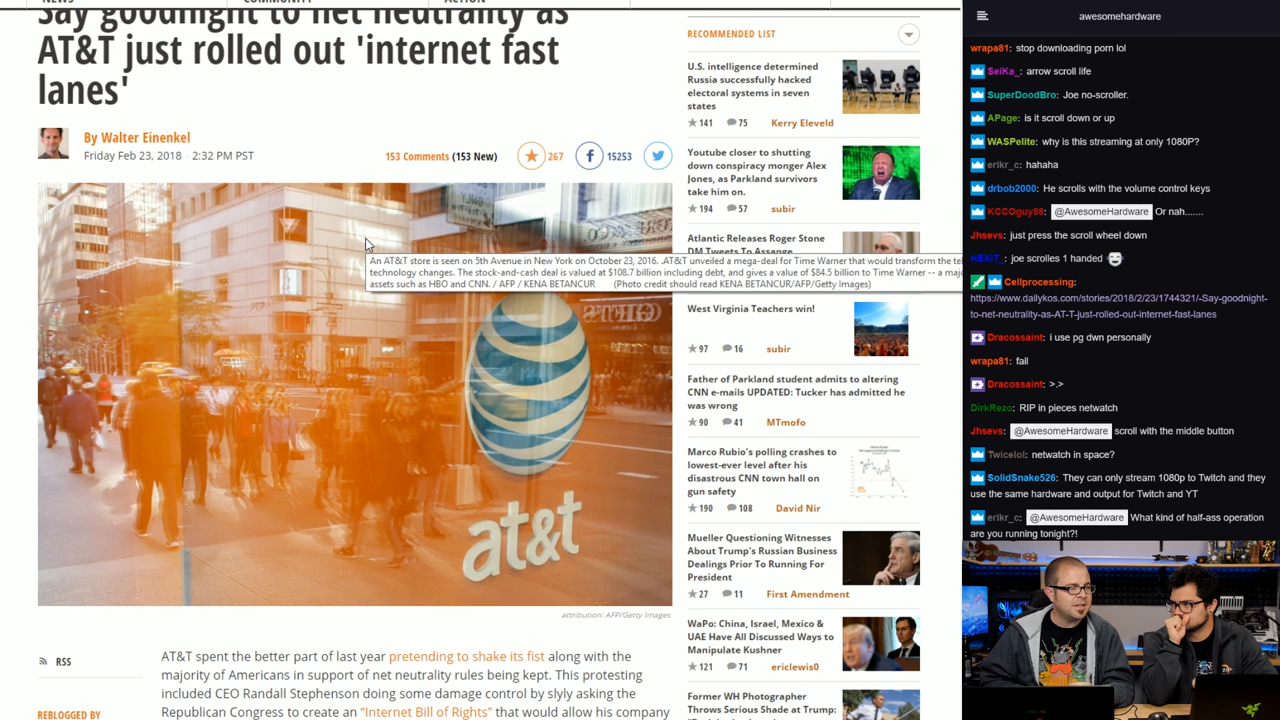 NEWS
COMMUNITY
ACTION
Say goodnight to net neutrality as
AT&T just rolled out 'internet fast
lanes'
By Walter Einenkel
Friday Feb 23, 2018 · 2:32 PM PST
153 Comments (153 New)
267
15253
An AT&T store is seen on 5th Avenue in New York on October 23, 2016. .AT&T unveiled a mega-deal for Time Warner that would transform the tel
technology changes. The stock-and-cash deal is valued at $108.7 billion including debt, and gives a value of $84.5 billion to Time Warner -- a majo
assets such as HBO and CNN. / AFP / KENA BETANCUR (Photo credit should read KENA BETANCUR/AFP/Getty Images)
at&t
attribution: AFP/Getty Images
RSS
REBLOGGED BY
AT&T spent the better part of last year pretending to shake its fist along with the
majority of Americans in support of net neutrality rules being kept. This protesting
included CEO Randall Stephenson doing some damage control by slyly asking the
Republican Congress to create an "Internet Bill of Rights" that would allow his company
RECOMMENDED LIST
U.S. intelligence determined
Russia successfully hacked
electoral systems in seven
states
141 75 Kerry Eleveld
Youtube closer to shutting
down conspiracy monger Alex
Jones, as Parkland survivors
take him on.
194 57 subir
Atlantic Releases Roger Stone
DM Tweets To Assange
West Virginia Teachers win!
97 16 subir
Father of Parkland student admits to altering
CNN e-mails UPDATED: Tucker has admitted he
was wrong
90 41 MTmofo
Marco Rubio's polling crashes to
lowest-ever level after his
disastrous CNN town hall on
gun safety
190 108 David Nir
Mueller Questioning Witnesses
About Trump's Russian Business
Dealings Prior To Running For
President
27 11 First Amendment
WaPo: China, Israel, Mexico &
UAE Have All Discussed Ways to
Manipulate Kushner
121 71 ericlewis0
Former WH Photographer
Throws Serious Shade at Trump:
awesomehardware
wrapa81: stop downloading porn lol
SeiKa_: arrow scroll life
SuperDoodBro: Joe no-scroller.
APage: is it scroll down or up
WASPelite: why is this streaming at only 1080P?
erikr_c: hahaha
drbob2000: He scrolls with the volume control keys
KCCOguy88: @AwesomeHardware Or nah.......
Jhsevs: just press the scroll wheel down
joe scrolles 1 handed
Cellprocessing:
https://www.dailykos.com/stories/2018/2/23/1744321/-Say-goodnight-
to-net-neutrality-as-AT-T-just-rolled-out-internet-fast-lanes
Dracossaint: i use pg dwn personally
wrapa81: fail
Dracossaint: >.>
DirkRezo: RIP in pieces netwatch
Jhsevs: @AwesomeHardware scroll with the middle button
Twicelol: netwatch in space?
SolidSnake526: They can only stream 1080p to Twitch and they
use the same hardware and output for Twitch and YT
erikr_c: @AwesomeHardware What kind of half-ass operation
are you running tonight?!